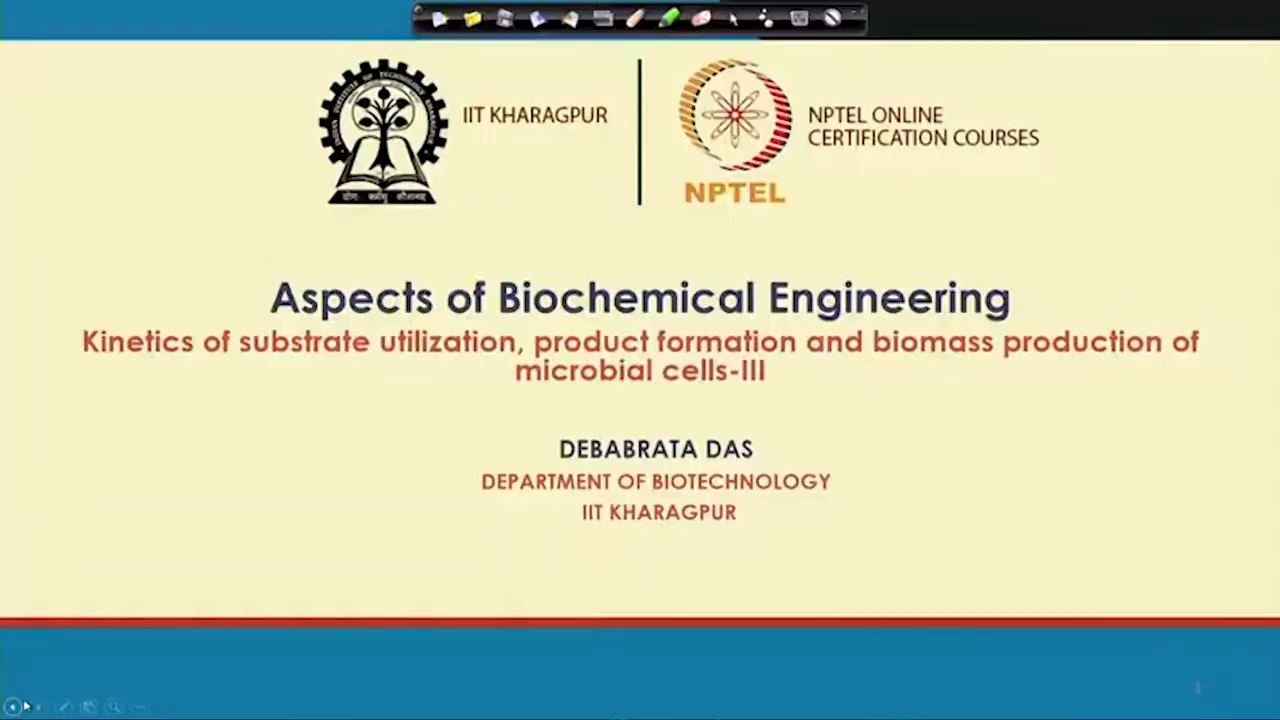 IIT KHARAGPUR
NPTEL ONLINE
CERTIFICATION COURSES
NPTEL
Aspects of Biochemical Engineering
Kinetics of substrate utilization, product formation and biomass production of
microbial cells-III
DEBABRATA DAS
DEPARTMENT OF BIOTECHNOLOGY
IIT KHARAGPUR
1